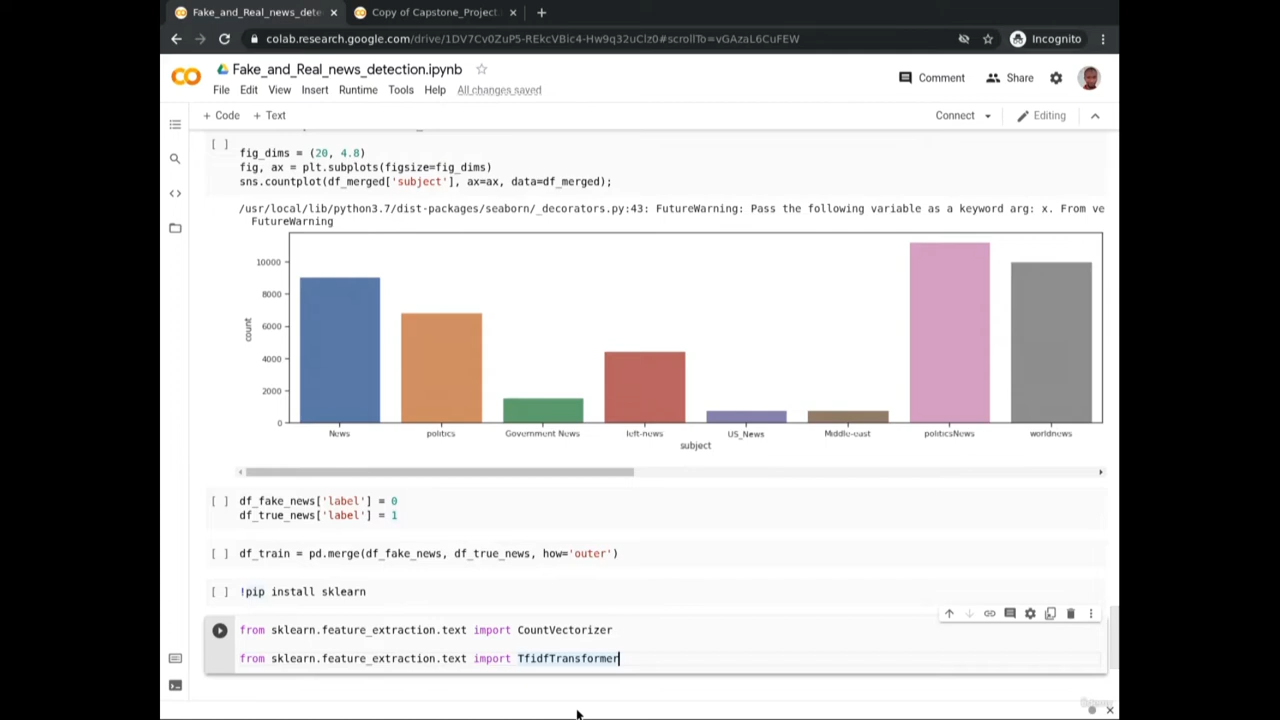 Fake_and_Real_news_dete
Copy of Capstone_Project
colab.research.google.com/drive/1DV7Cv0ZuP5-REkcVBic4-Hw9q32uClz0#scrollTo=vGAzaL6CuFEW
Incognito
Fake_and_Real_news_detection.ipynb
Comment
Share
File Edit View Insert Runtime Tools Help All changes saved
+ Code + Text
Connect
Editing
[ ]
fig_dims = (20, 4.8)
fig, ax = plt.subplots(figsize=fig_dims)
sns.countplot(df_merged['subject'], ax=ax, data=df_merged);
/usr/local/lib/python3.7/dist-packages/seaborn/_decorators.py:43: FutureWarning: Pass the following variable as a keyword arg: x. From ve
FutureWarning
10000
8000
6000
4000
2000
0
count
News politics Government News left-news US_News Middle-east politicsNews worldnews
subject
[ ] df_fake_news['label'] = 0
df_true_news['label'] = 1
[ ] df_train = pd.merge(df_fake_news, df_true_news, how='outer')
[ ] !pip install sklearn
from sklearn.feature_extraction.text import CountVectorizer
from sklearn.feature_extraction.text import TfidfTransformer